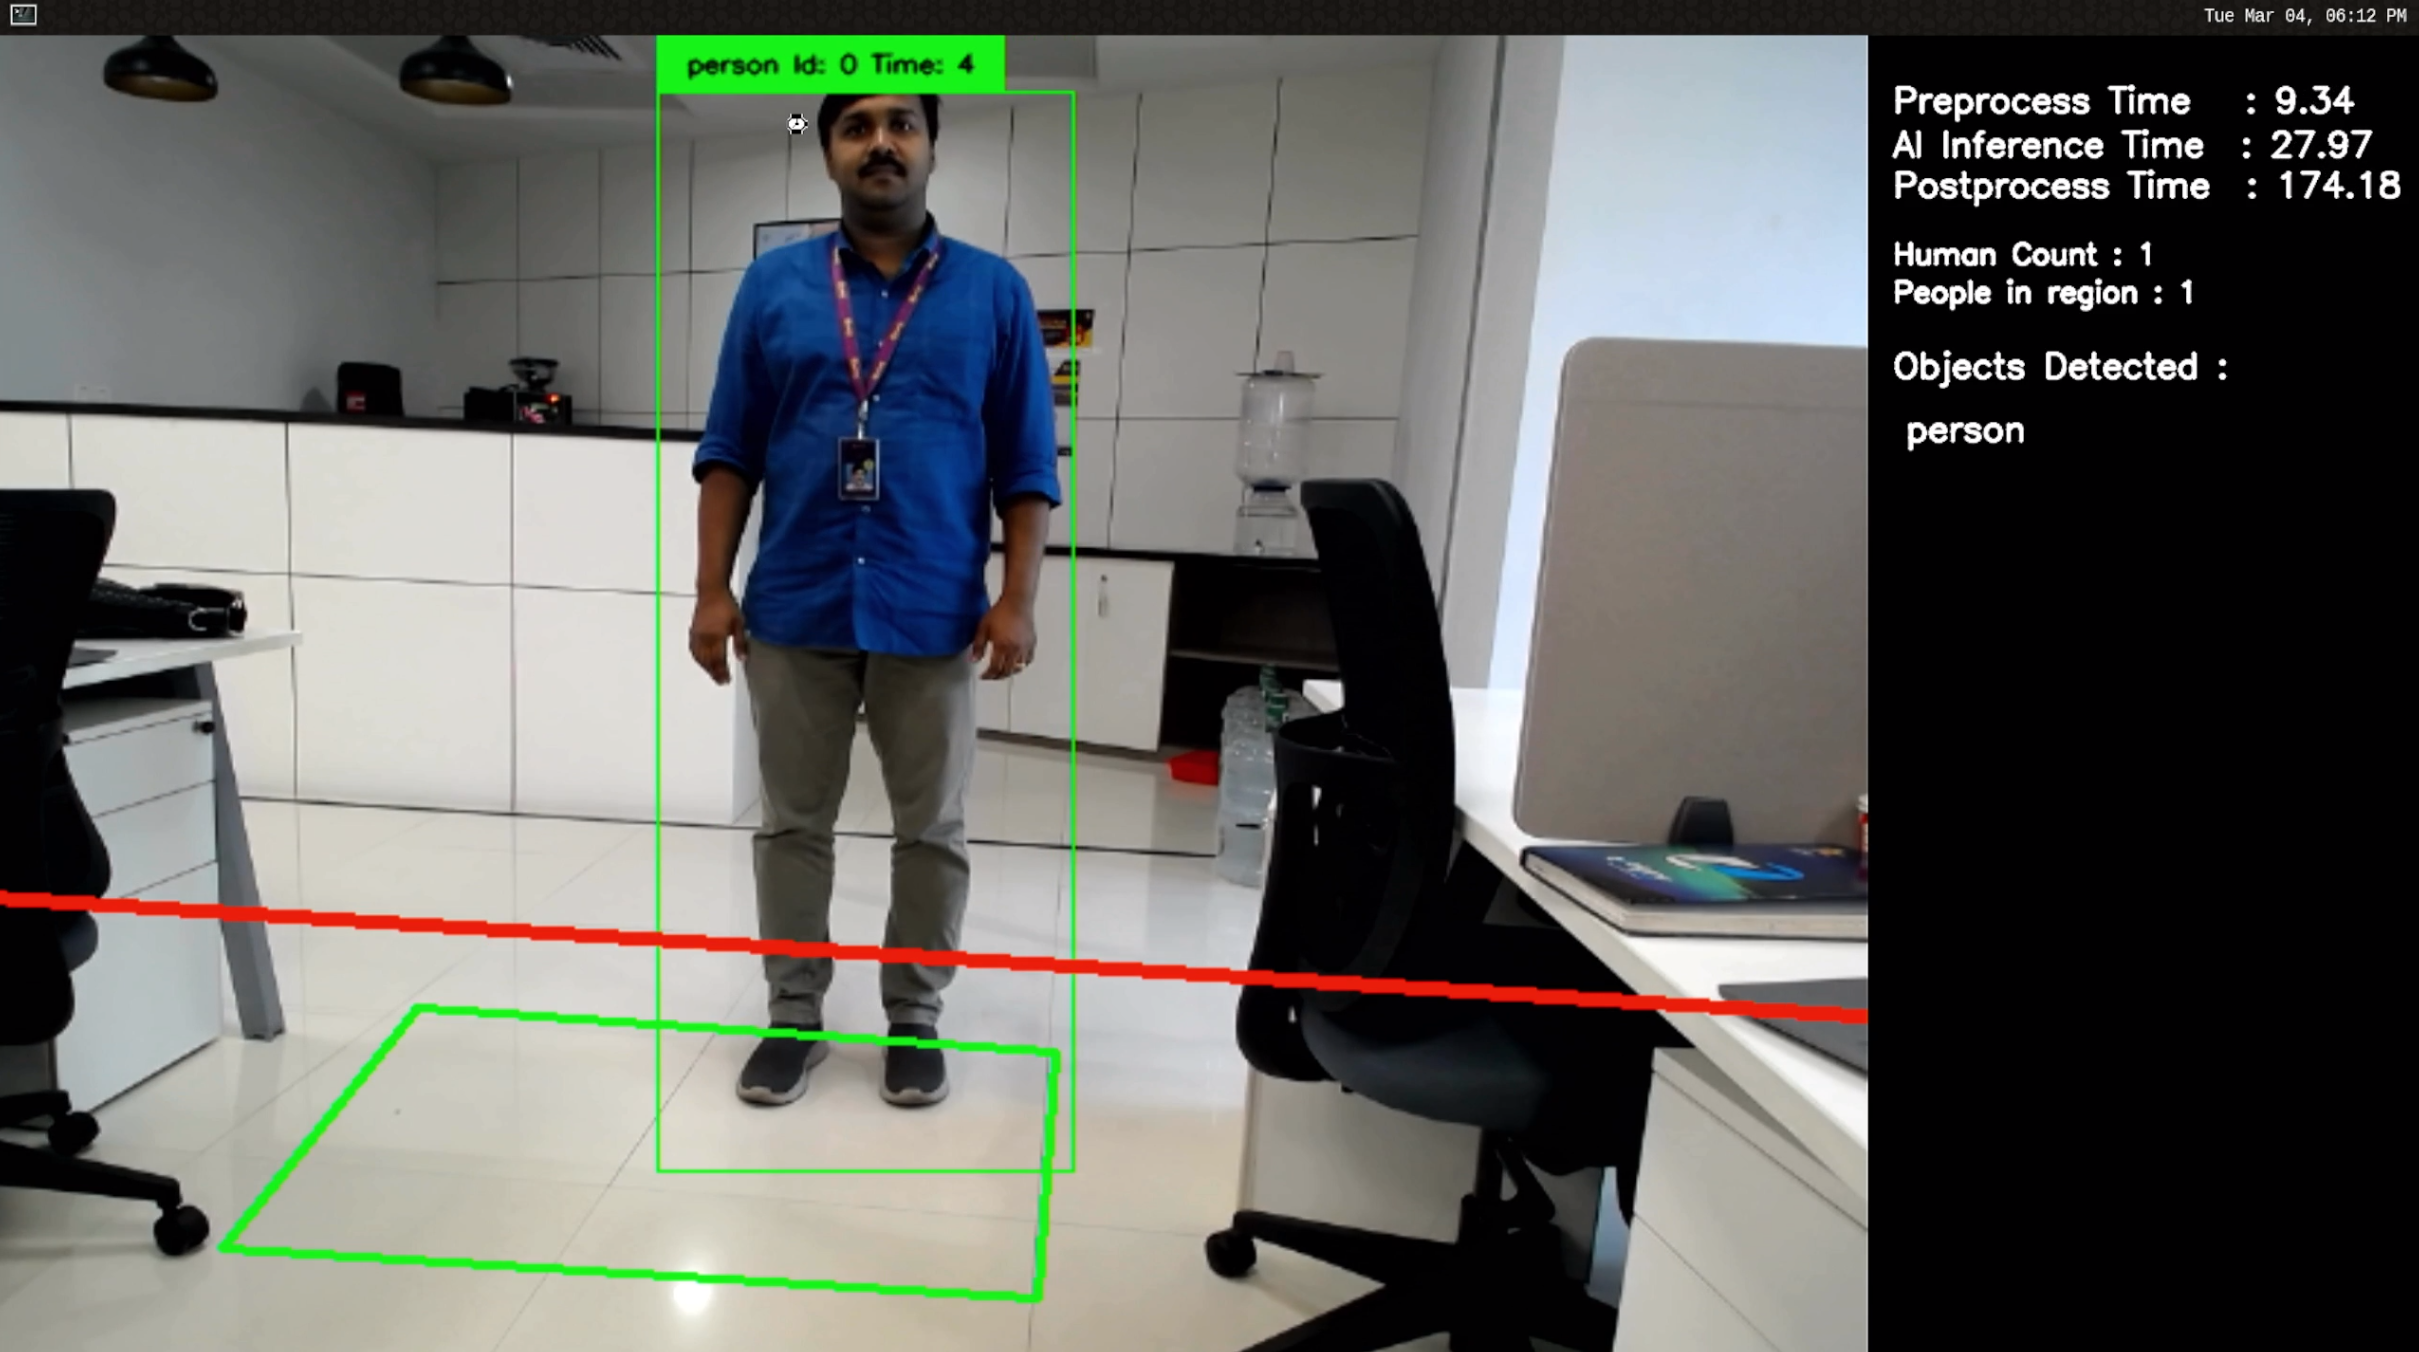 Tue Mar 04, 06:12 PM
person Id: 0 Time: 4
Preprocess Time : 9.34
AI Inference Time : 27.97
Postprocess Time : 174.18
Human Count : 1
People in region : 1
Objects Detected :
person